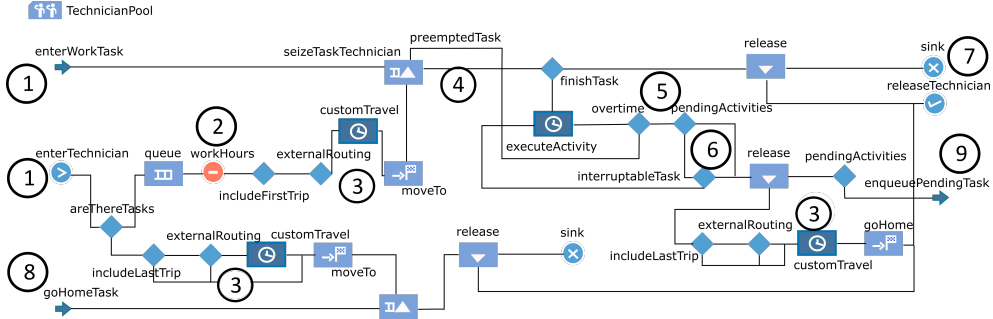 TechnicianPool
preemptedTask
release
sink
enterWorkTask
seizeTaskTechnician
7
1
4
finishTask
releaseTechnician
customTravel
overtime
5
pendingActivities
2
enterTechnician
queue
workHours
externalRouting
executeActivity
6
release
pendingActivities
9
1
3
moveTo
interruptableTask
enqueuePendingTask
includeFirstTrip
areThereTasks
3
externalRouting
customTravel
release
sink
externalRouting
goHome
8
includeLastTrip
moveTo
includeLastTrip
customTravel
3
goHomeTask